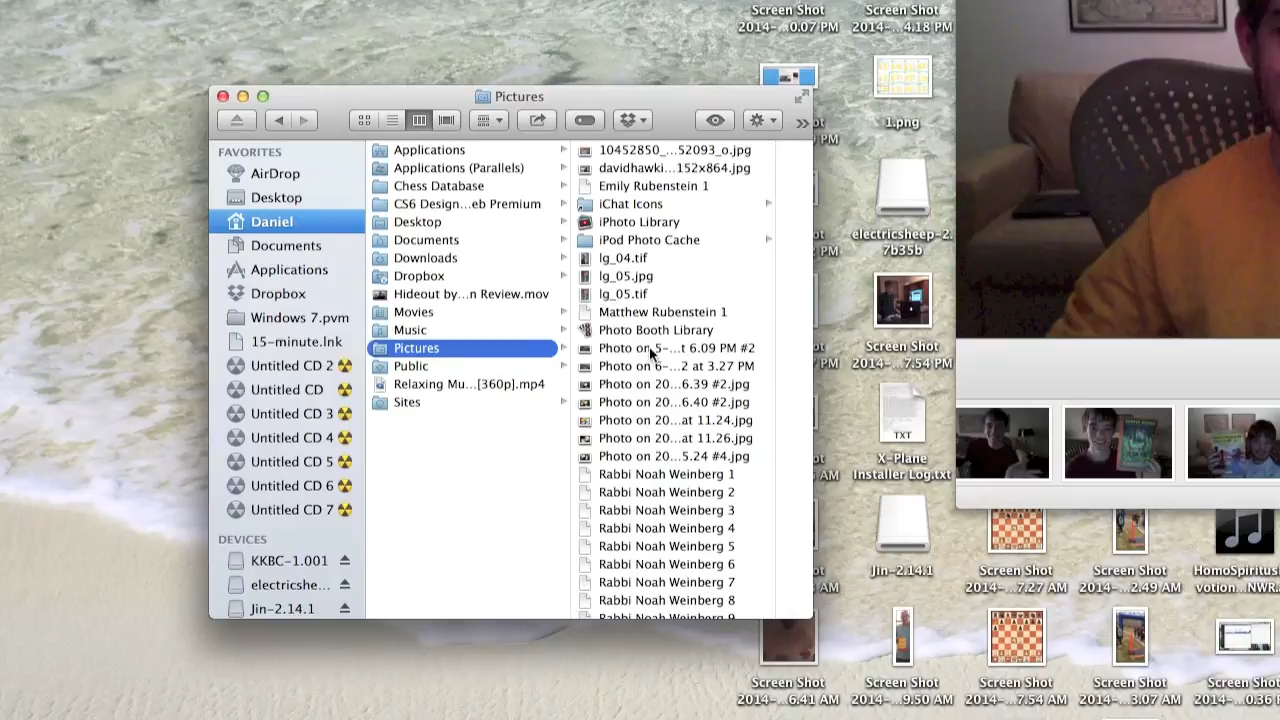 Screen Shot
2014-...0.07 PM
Screen Shot
2014-...4.18 PM
1.png
electricsheep-2.
7b35b
Screen Shot
2014-...7.54 PM
TXT
X-Plane
Installer Log.txt
Jin-2.14.1
Screen Shot
2014-...7.27 AM
Screen Shot
2014-...2.49 AM
HomoSpiritus
Screen Shot
2014-...6.41 AM
Screen Shot
2014-...9.50 AM
Screen Shot
2014-...7.54 AM
Screen Shot
2014-...3.07 AM
Screen Shot
2014-...0.36
Pictures
FAVORITES
AirDrop
Desktop
Daniel
Documents
Applications
Dropbox
Windows 7.pvm
15-minute.lnk
Untitled CD 2
Untitled CD
Untitled CD 3
Untitled CD 4
Untitled CD 5
Untitled CD 6
Untitled CD 7
DEVICES
KKBC-1.001
electricshe...
Jin-2.14.1
Applications
Applications (Parallels)
Chess Database
CS6 Design...eb Premium
Desktop
Documents
Downloads
Dropbox
Hideout by...n Review.mov
Movies
Music
Pictures
Public
Relaxing Mu...[360p].mp4
Sites
10452850_...52093_o.jpg
davidhawki...152x864.jpg
Emily Rubenstein 1
iChat Icons
iPhoto Library
iPod Photo Cache
lg_04.tif
lg_05.jpg
lg_05.tif
Matthew Rubenstein 1
Photo Booth Library
Photo on 5-...t 6.09 PM #2
Photo on 6-...2 at 3.27 PM
Photo on 20...6.39 #2.jpg
Photo on 20...6.40 #2.jpg
Photo on 20...at 11.24.jpg
Photo on 20...at 11.26.jpg
Photo on 20...5.24 #4.jpg
Rabbi Noah Weinberg 1
Rabbi Noah Weinberg 2
Rabbi Noah Weinberg 3
Rabbi Noah Weinberg 4
Rabbi Noah Weinberg 5
Rabbi Noah Weinberg 6
Rabbi Noah Weinberg 7
Rabbi Noah Weinberg 8
Rabbi Noah Weinberg 9